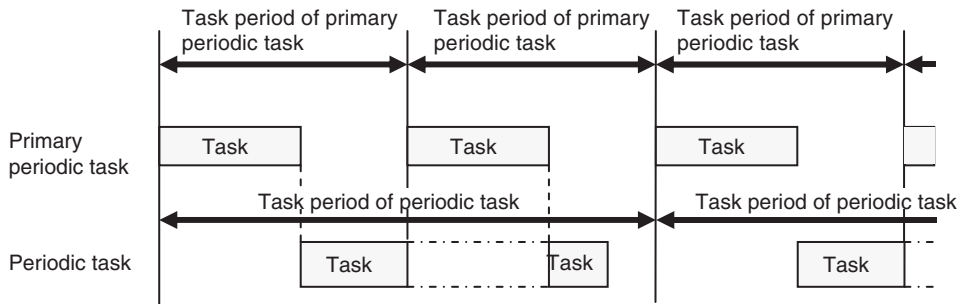 Task period of primary
periodic task
Task period of primary
periodic task
Task period of primary
periodic task
Primary
periodic task
Task
Task
Task
Task period of periodic task
Task period of periodic task
Periodic task
Task
Task
Task